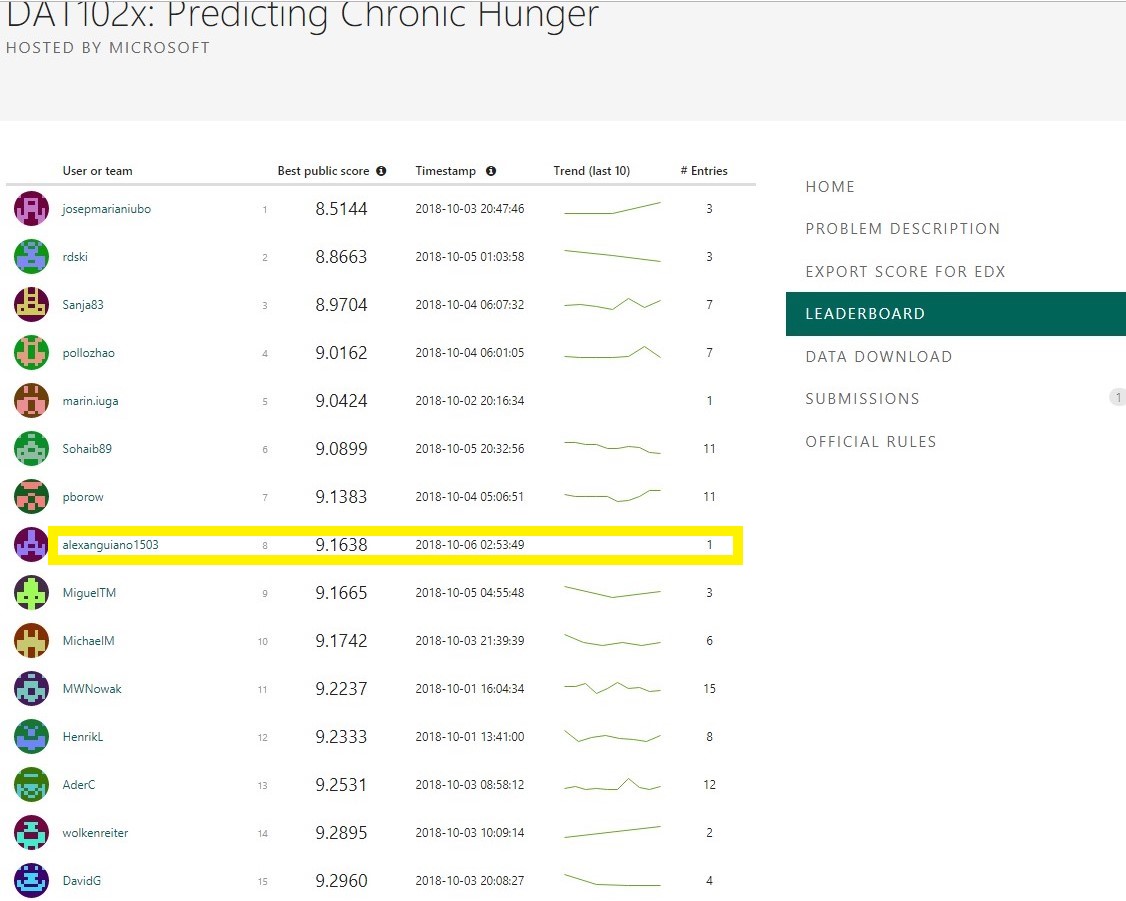 DAT102x: Predicting Chronic Hunger
HOSTED BY MICROSOFT
User or team Best public score Timestamp Trend (last 10) # Entries
josepmarianiubo 1 8.5144 2018-10-03 20:47:46 3
rdski 2 8.8663 2018-10-05 01:03:58 3
Sanja83 3 8.9704 2018-10-04 06:07:32 7
pollozhao 4 9.0162 2018-10-04 06:01:05 7
marin.iuga 5 9.0424 2018-10-02 20:16:34 1
Sohaib89 6 9.0899 2018-10-05 20:32:56 11
pborow 7 9.1383 2018-10-04 05:06:51 11
alexanguiano1503 8 9.1638 2018-10-06 02:53:49 1
MiguelTM 9 9.1665 2018-10-05 04:55:48 3
MichaelM 10 9.1742 2018-10-03 21:39:39 6
MWNowak 11 9.2237 2018-10-01 16:04:34 15
HenrikL 12 9.2333 2018-10-01 13:41:00 8
AderC 13 9.2531 2018-10-03 08:58:12 12
wolkenreiter 14 9.2895 2018-10-03 10:09:14 2
DavidG 15 9.2960 2018-10-03 20:08:27 4
HOME
PROBLEM DESCRIPTION
EXPORT SCORE FOR EDX
LEADERBOARD
DATA DOWNLOAD
SUBMISSIONS 1
OFFICIAL RULES